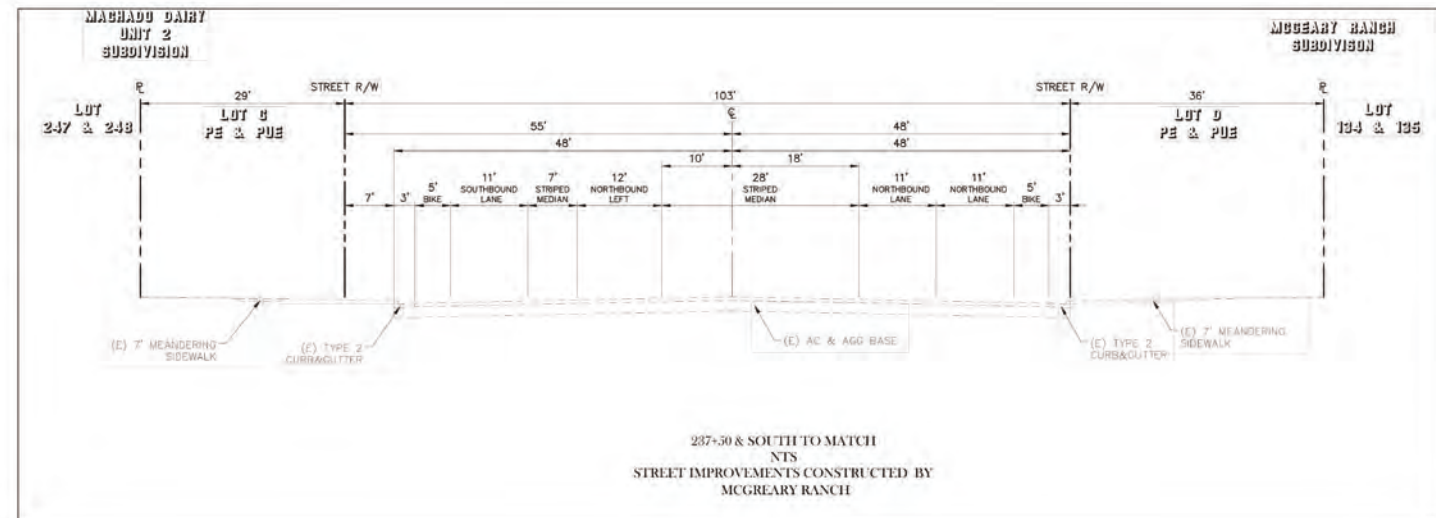 MACHADO DAIRY
UNIT 2
SUBDIVISION
MCGEARY RANCH
SUBDIVISON
STREET R/W
STREET R/W
29'
103'
36'
LOT
247 & 248
LOT C
PE & PUE
LOT D
PE & PUE
LOT
134 & 135
55'
48'
48'
48'
10'
18'
7'
3'
5'
BIKE
11'
SOUTHBOUND
LANE
7'
STRIPED
MEDIAN
12'
NORTHBOUND
LEFT
28'
STRIPED
MEDIAN
11'
NORTHBOUND
LANE
11'
NORTHBOUND
LANE
5'
BIKE
3'
(E) 7' MEANDERING
SIDEWALK
(E) TYPE 2
CURB&GUTTER
(E) AC & AGG BASE
(E) TYPE 2
CURB&GUTTER
(E) 7' MEANDERING
SIDEWALK
237+50 & SOUTH TO MATCH
NTS
STREET IMPROVEMENTS CONSTRUCTED BY
MCGREARY RANCH